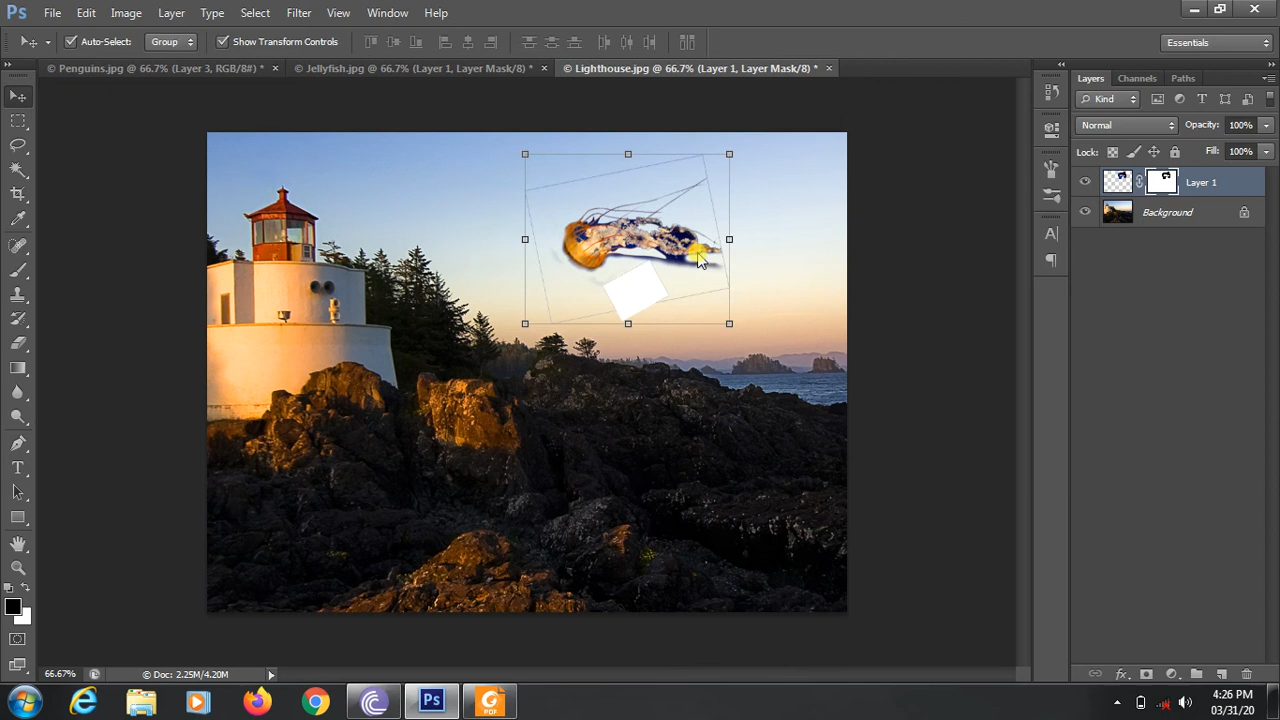 Ps File Edit Image Layer Type Select Filter View Window Help
Auto-Select: Group Show Transform Controls Essentials
© Penguins.jpg @ 66.7% (Layer 3, RGB/8#) * × © Jellyfish.jpg @ 66.7% (Layer 1, Layer Mask/8) * × © Lighthouse.jpg @ 66.7% (Layer 1, Layer Mask/8) * ×
Layers Channels Paths
Kind
Normal Opacity: 100%
Lock: Fill: 100%
Layer 1
Background
A
T
fx
66.67% © Doc: 2.25M/4.20M
Ps PDF 4:26 PM
03/31/20